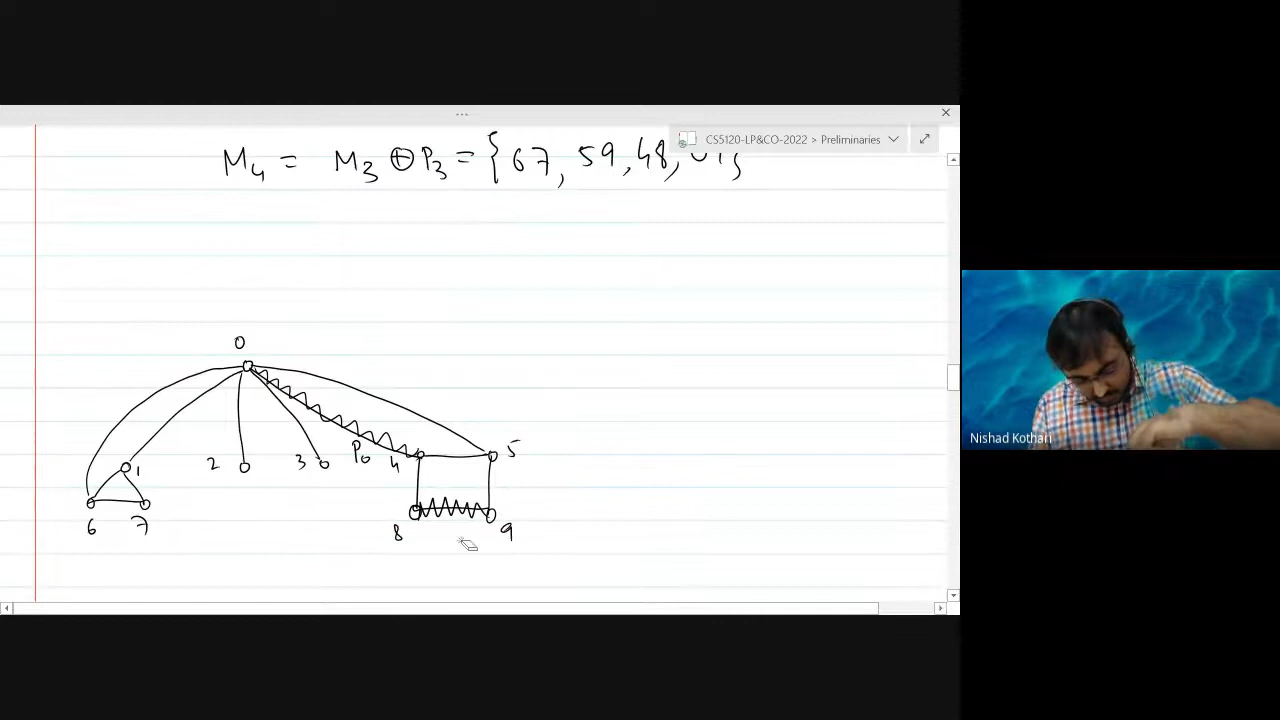 CS5120-LP&CO-2022 > Preliminaries
M₄ = M₃ ⊕ P₃ = {67, 59, 48,
0
1 2 3 P₀ 4 5
6 7 8 9
Nishad Kothari